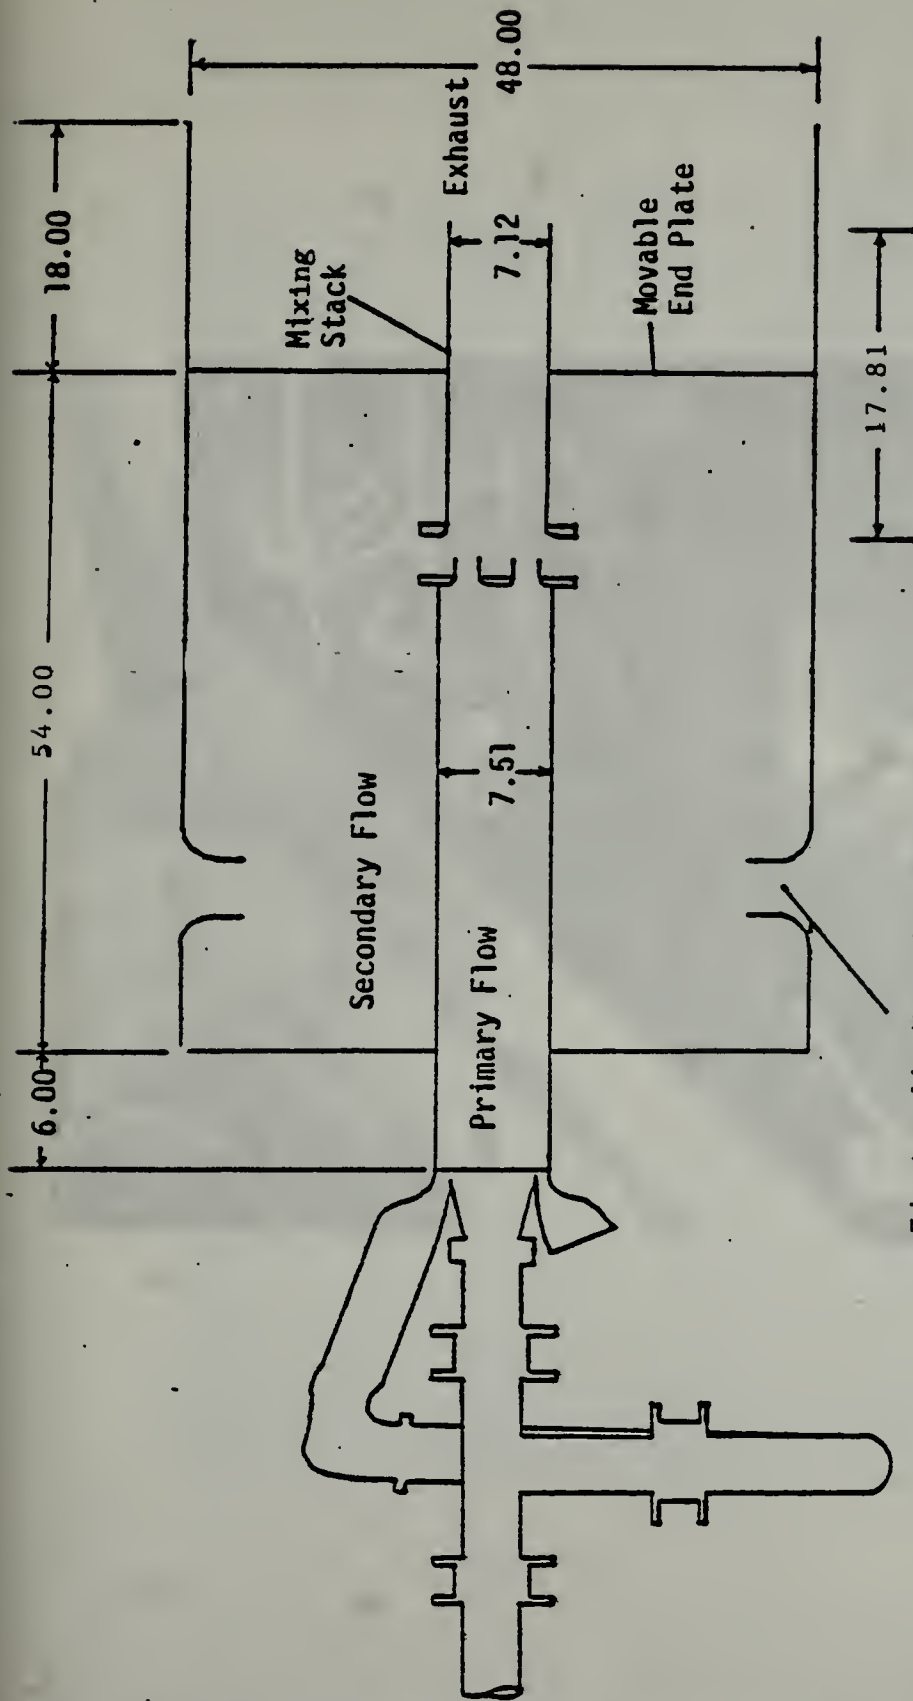 6.00
54.00
18.00
48.00
Secondary Flow
Primary Flow
7.51
Mixing
Stack
Exhaust
7.12
Movable
End Plate
17.81